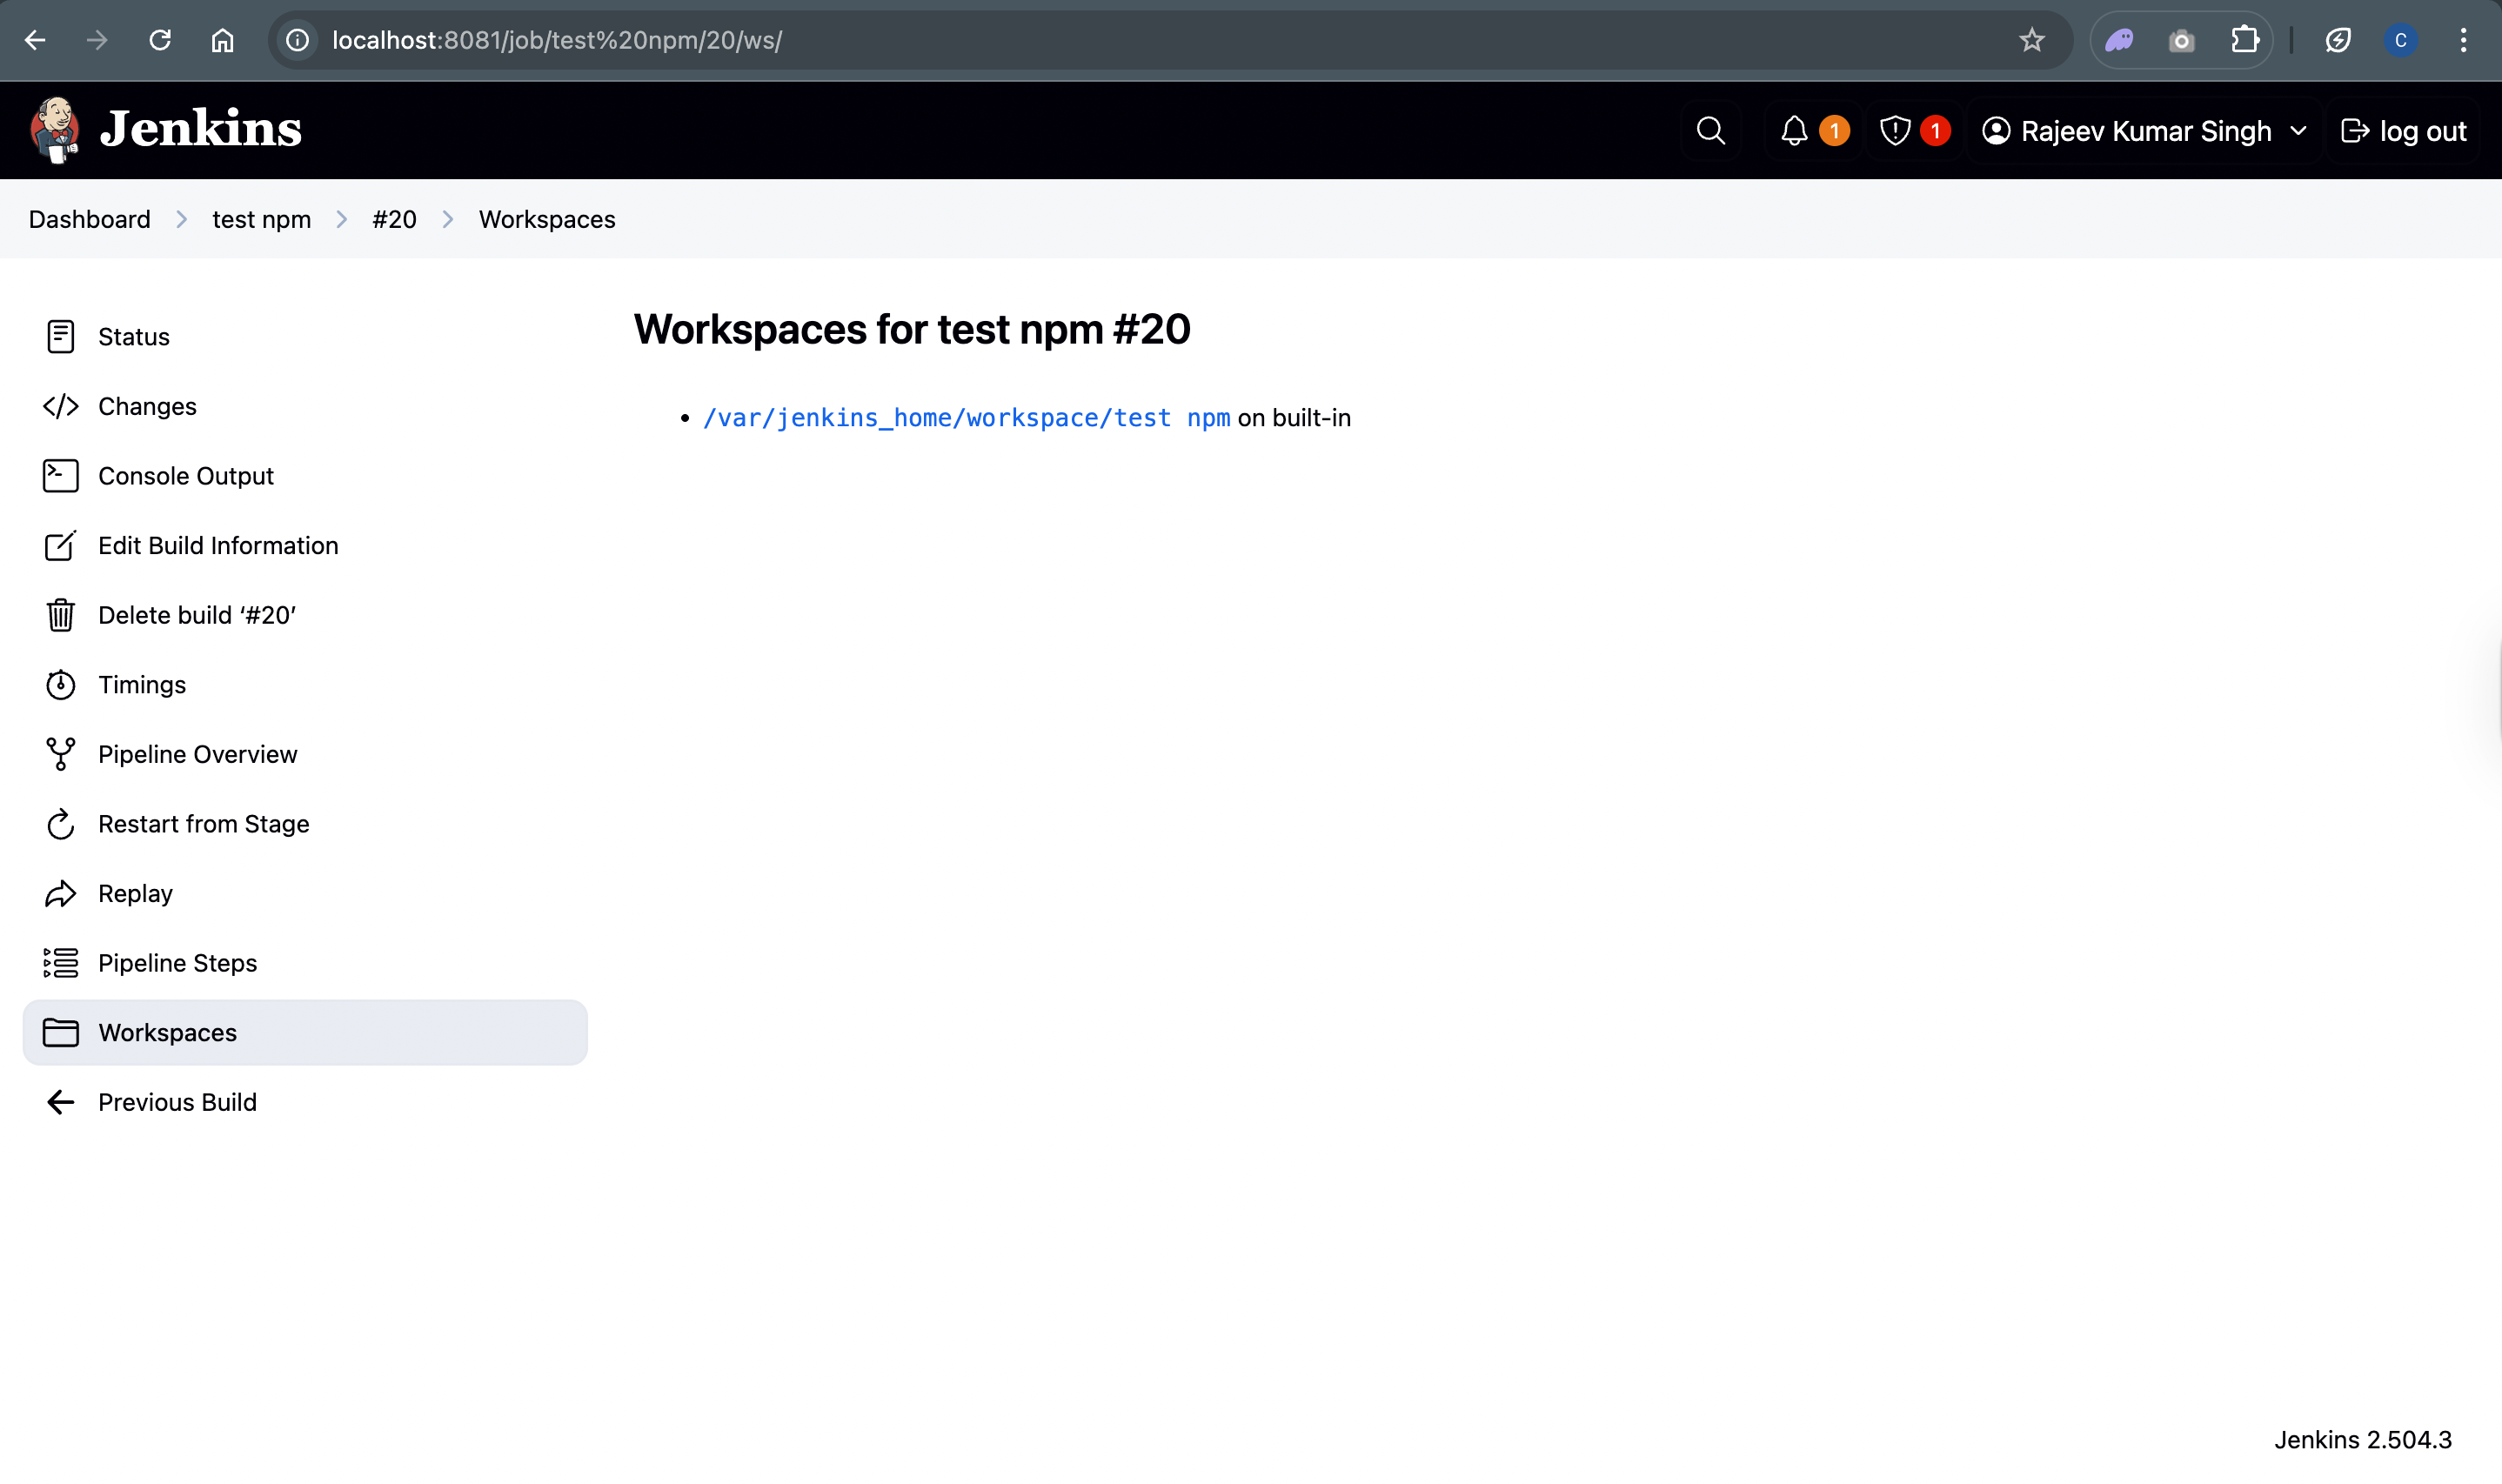 localhost:8081/job/test%20npm/20/ws/
C
Jenkins
1
1
Rajeev Kumar Singh
log out
Dashboard
test npm
#20
Workspaces
Status
Changes
Console Output
Edit Build Information
Delete build ‘#20’
Timings
Pipeline Overview
Restart from Stage
Replay
Pipeline Steps
Workspaces
Previous Build
Workspaces for test npm #20
/var/jenkins_home/workspace/test npm on built-in
Jenkins 2.504.3